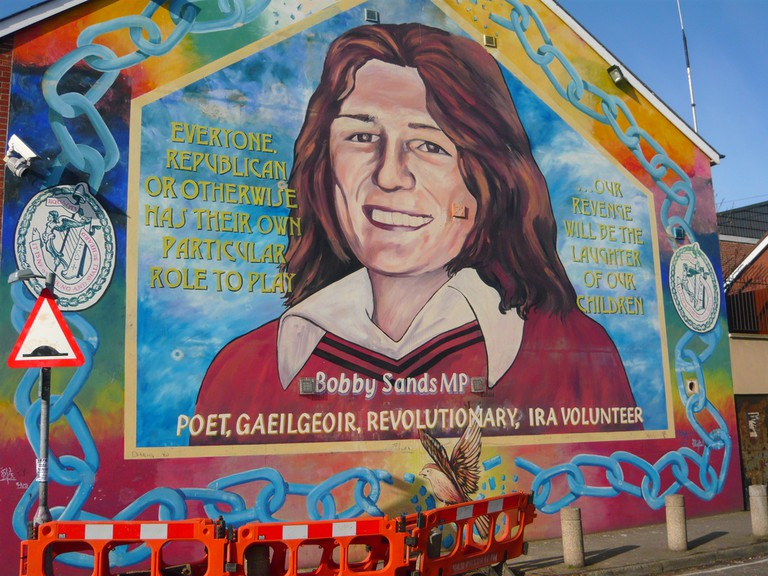 EVERYONE,
REPUBLICAN
OR OTHERWISE
HAS THEIR OWN
PARTICULAR
ROLE TO PLAY
...OUR
REVENGE
WILL BE THE
LAUGHTER
OF OUR
CHILDREN
Bobby Sands MP
POET, GAEILGEOIR, REVOLUTIONARY, IRA VOLUNTEER